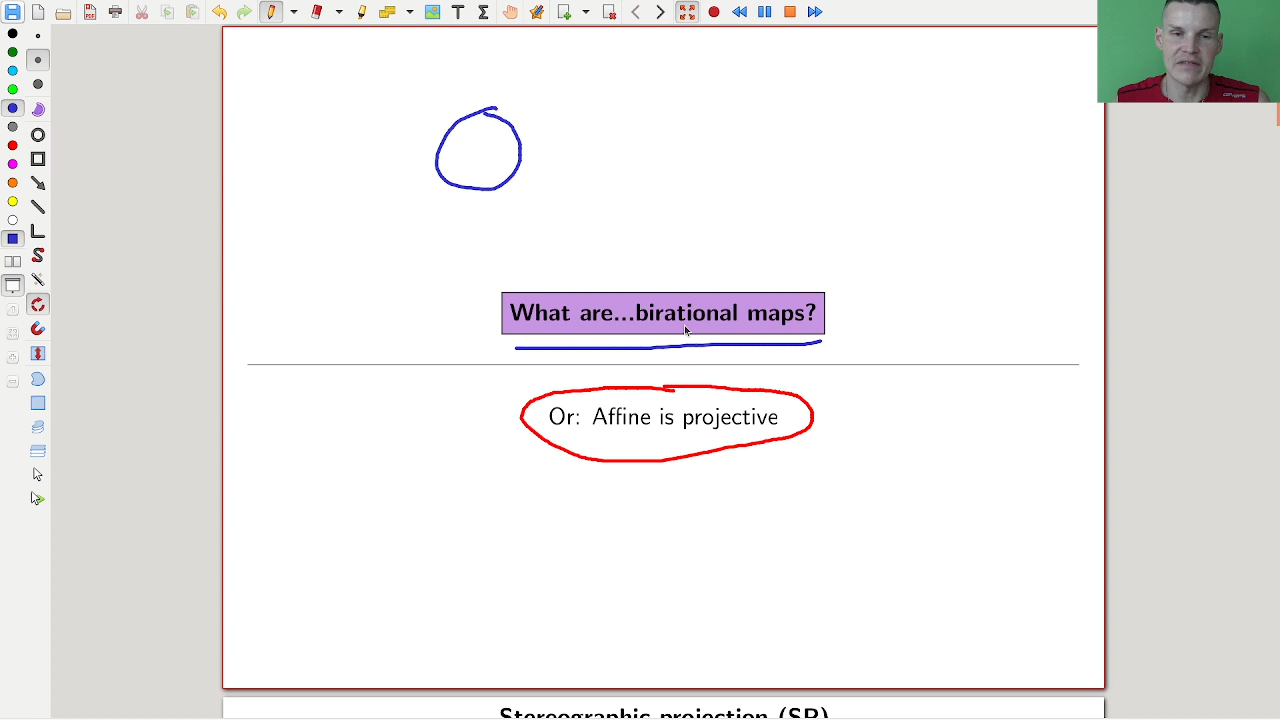 What are...birational maps?
Or: Affine is projective
Stereographic projection (SP)